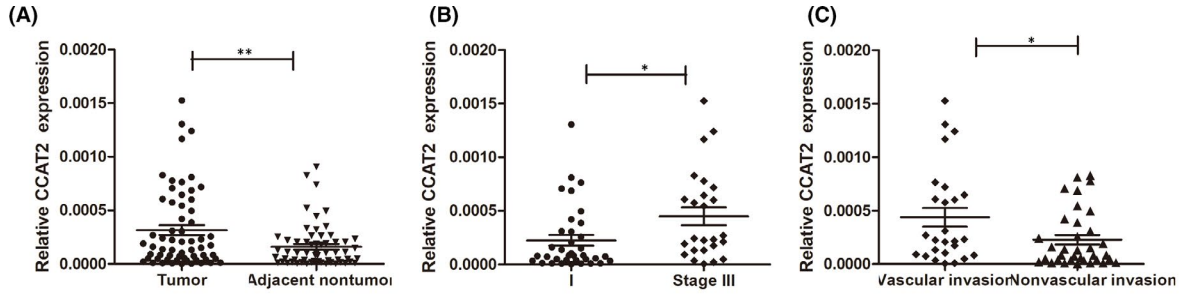 (A)
Relative CCAT2 expression
0.0020
0.0015
0.0010
0.0005
0.0000
**
Tumor
Adjacent nontumor
(B)
Relative CCAT2 expression
0.0020
0.0015
0.0010
0.0005
0.0000
*
I
Stage III
(C)
Relative CCAT2 expression
0.0020
0.0015
0.0010
0.0005
0.0000
*
Vascular invasion
Nonvascular invasion